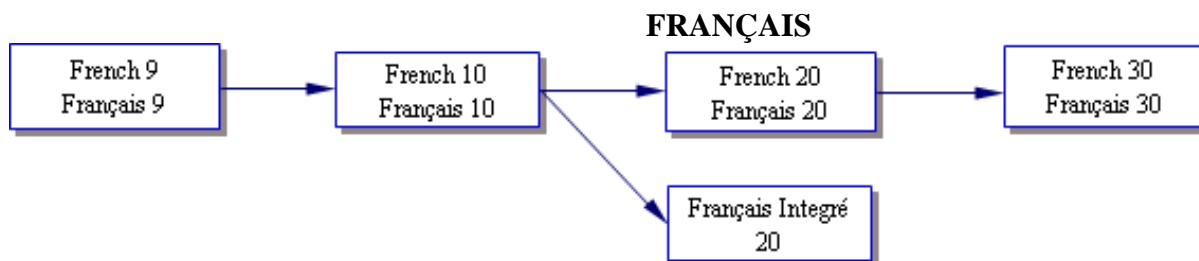 FRANÇAIS
French 9
Français 9
French 10
Français 10
French 20
Français 20
French 30
Français 30
Français Integré
20